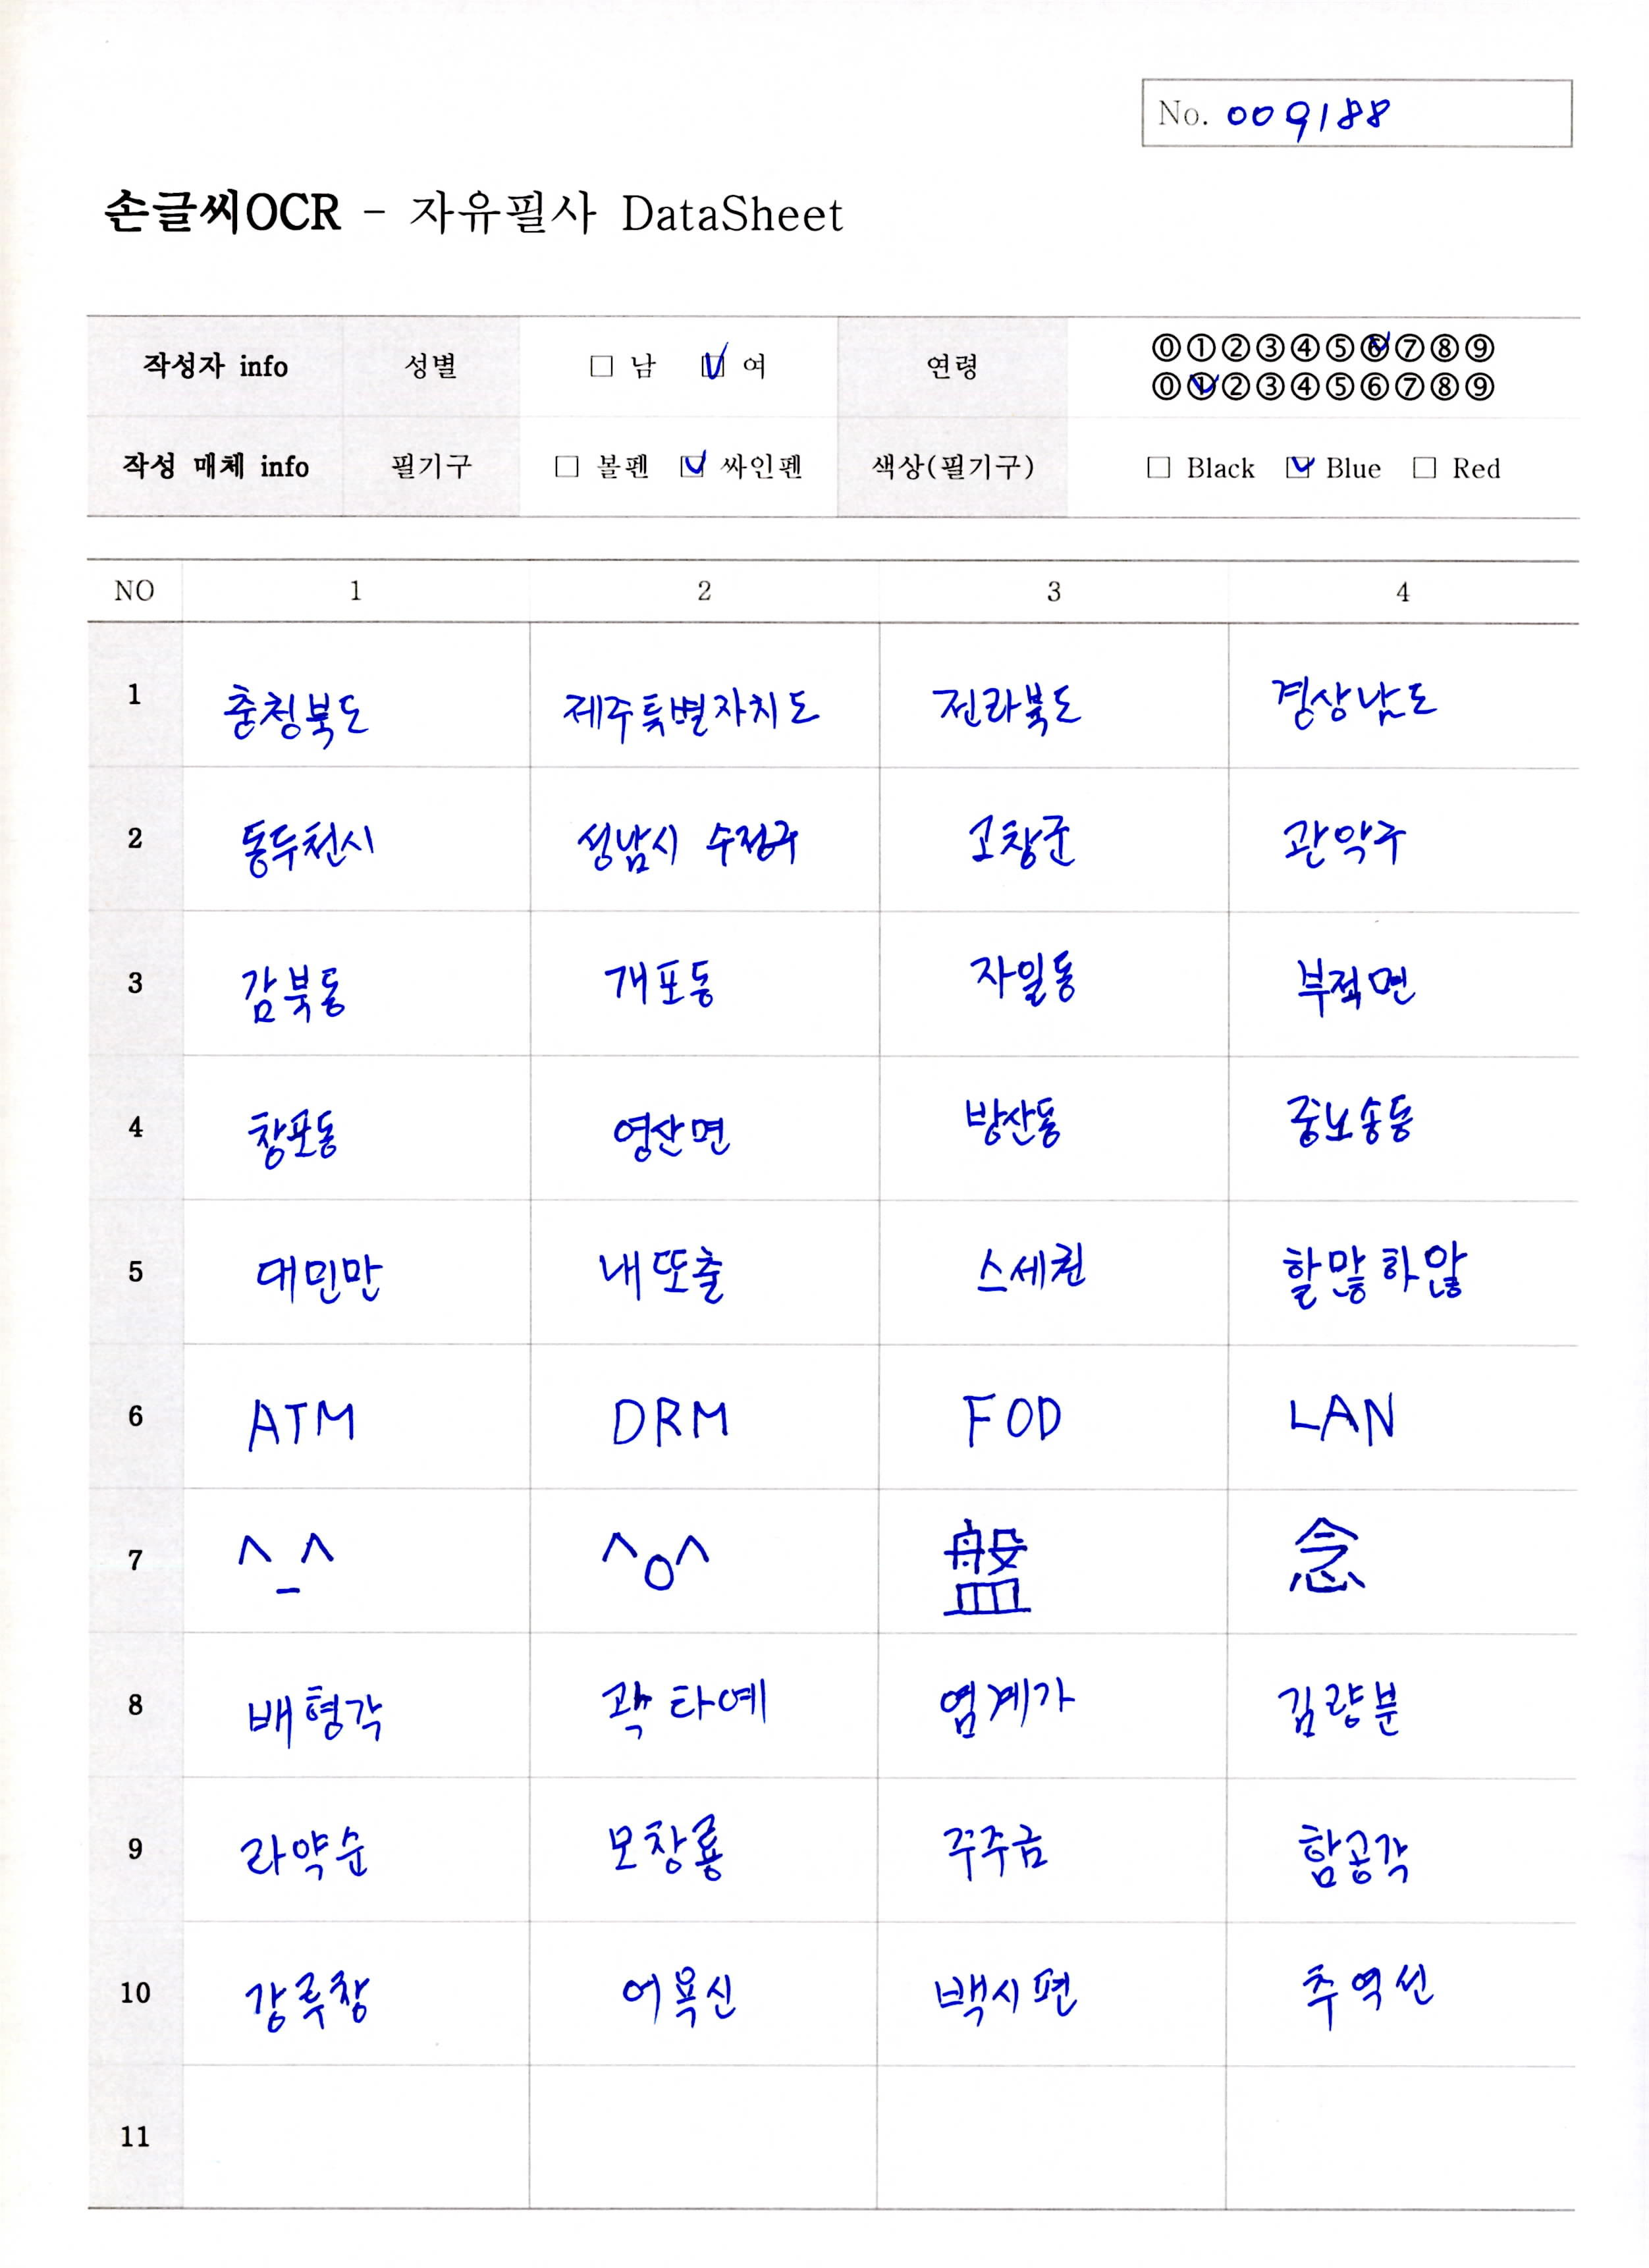 No. 009188
손글씨OCR - 자유필사 DataSheet
작성자 info 성별 □ 남 ☑ 여 연령 ⓪①②③④⑤⑥⑦⑧⑨
⓪①②③④⑤⑥⑦⑧⑨
작성 매체 info 필기구 □ 볼펜 ☑ 싸인펜 색상(필기구) □ Black ☑ Blue □ Red
NO 1 2 3 4
1 충청북도 제주특별자치도 전라북도 경상남도
2 동두천시 성남시 수정구 고창군 관악구
3 감북동 개포동 자일동 부적면
4 창포동 영산면 방산동 중노송동
5 대민만 내또출 스세권 할많하않
6 ATM DRM FOD LAN
7 ^_^ ^o^ 盤 念
8 배형각 곽타예 염계가 김량분
9 라약순 모창룡 꾸주금 함공각
10 강루창 어욕신 백시편 추역선
11